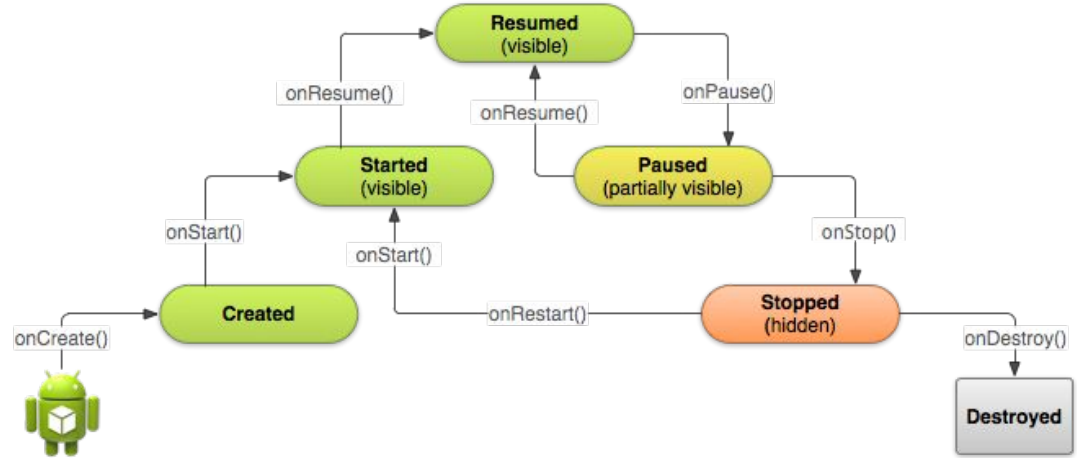 Resumed
(visible)
onResume()
onResume()
onPause()
Started
(visible)
Paused
(partially visible)
onStart()
onStart()
onStop()
Created
onRestart()
Stopped
(hidden)
onCreate()
onDestroy()
Destroyed